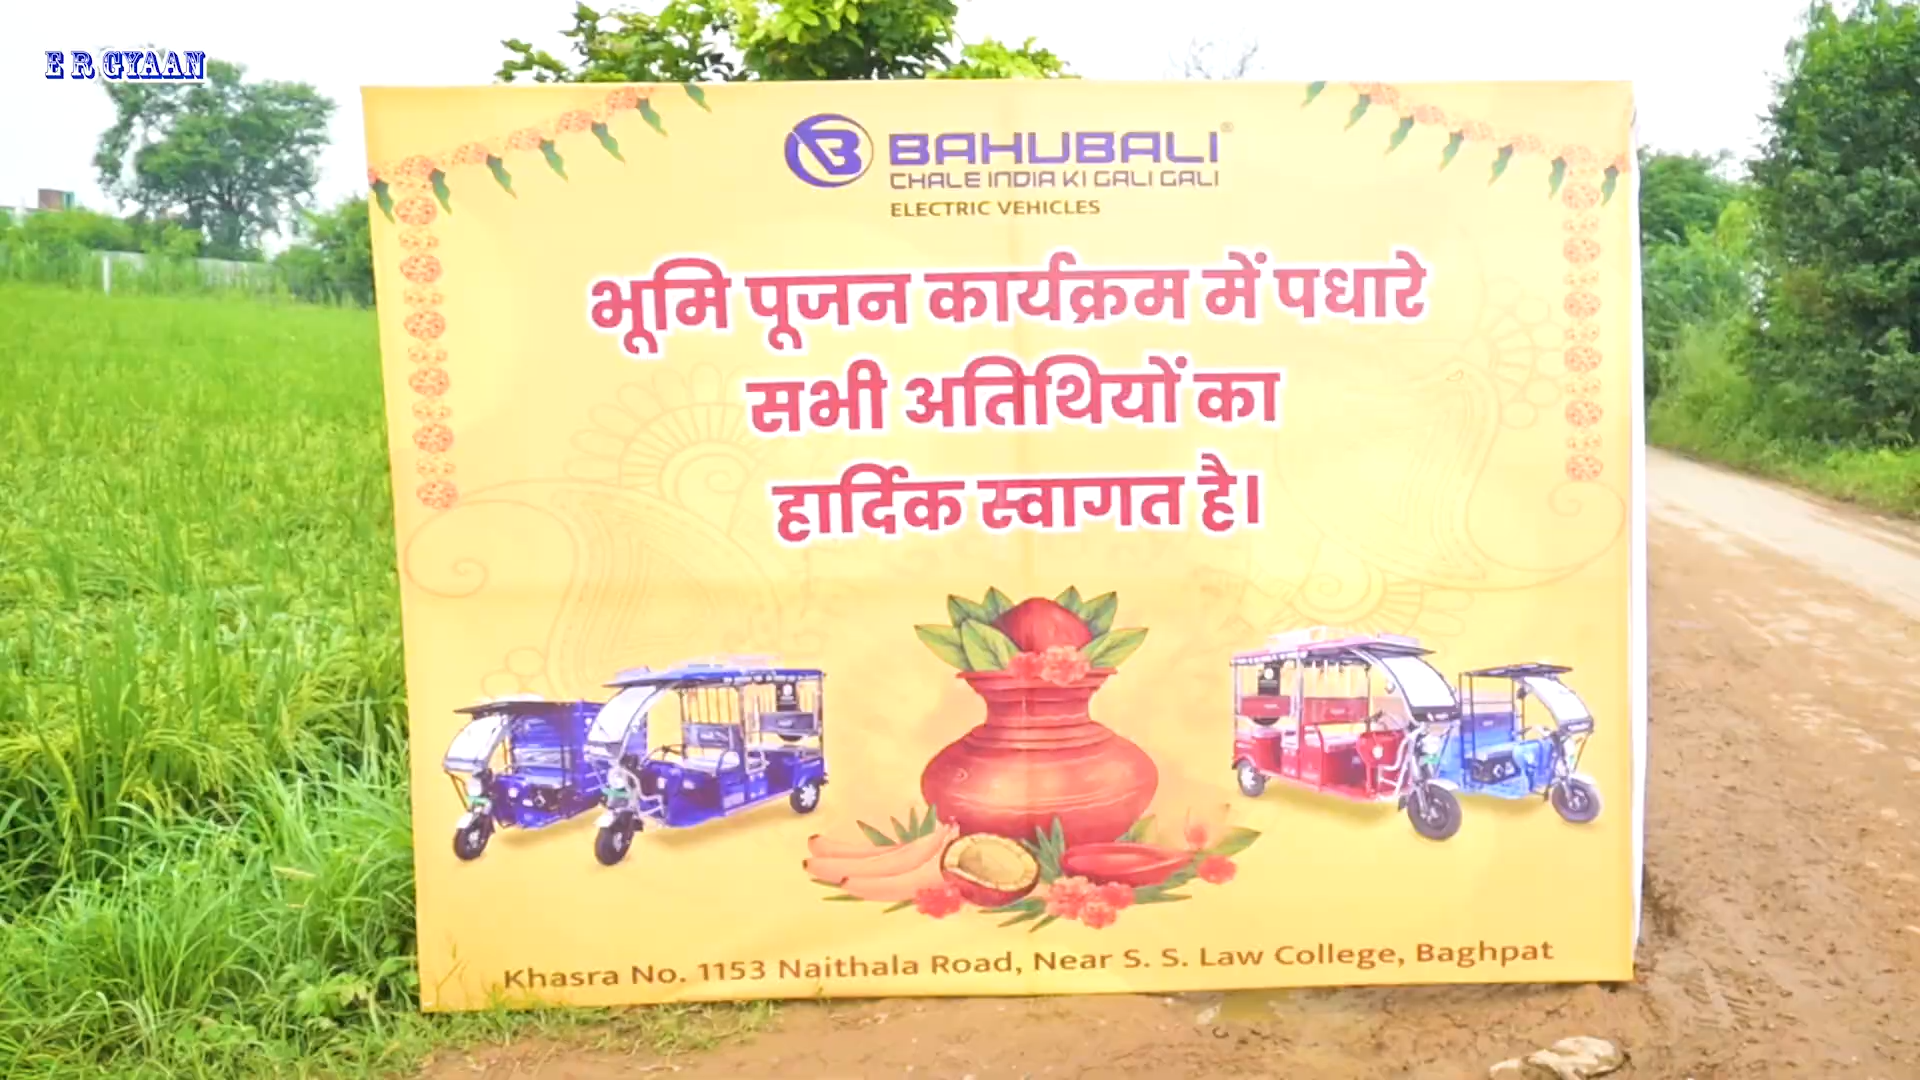 E R GYAAN
BAHUBALI®
CHALE INDIA KI GALI GALI
ELECTRIC VEHICLES
भूमि पूजन कार्यक्रम में पधारे
सभी अतिथियों का
हार्दिक स्वागत है।
Khasra No. 1153 Naithala Road, Near S. S. Law College, Baghpat